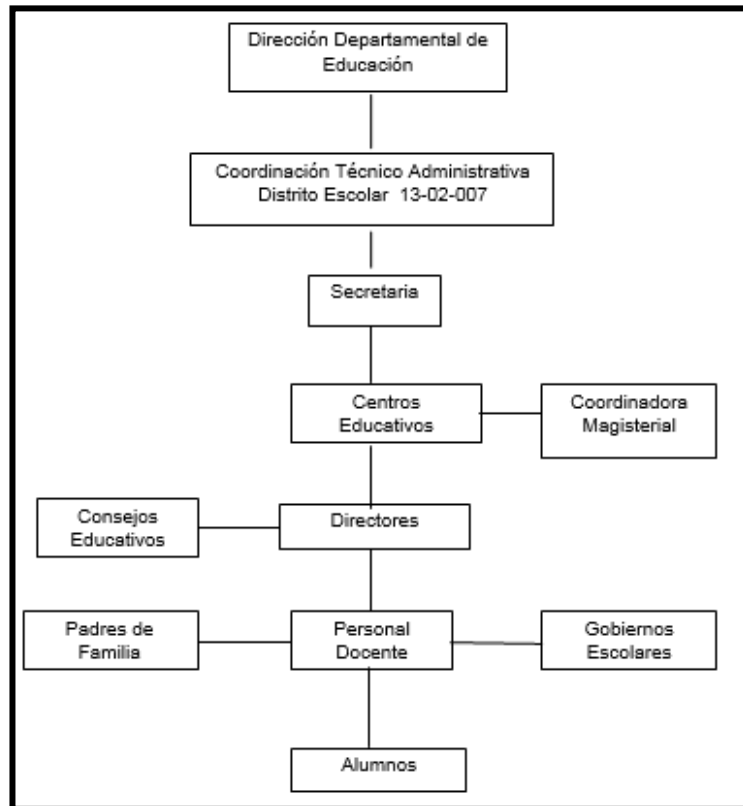 Dirección Departamental de
Educación
Coordinación Técnico Administrativa
Distrito Escolar 13-02-007
Secretaria
Centros
Educativos
Coordinadora
Magisterial
Consejos
Educativos
Directores
Padres de
Familia
Personal
Docente
Gobiernos
Escolares
Alumnos